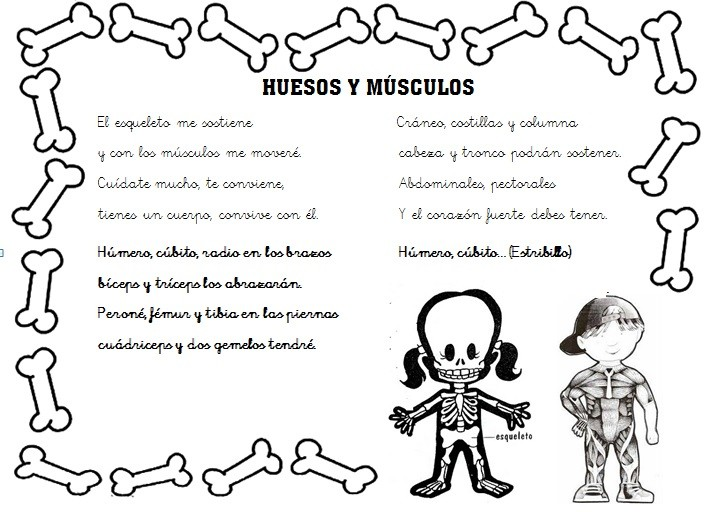 HUESOS Y MÚSCULOS
El esqueleto me sostiene
y con los músculos me moveré.
Cuídate mucho, te conviene,
tienes un cuerpo, convive con él.
Húmero, cúbito, radio en los brazos
bíceps y tríceps los abrazarán.
Peroné, fémur y tibia en las piernas
cuádriceps y dos gemelos tendré.
Cráneo, costillas y columna
cabeza y tronco podrán sostener.
Abdominales, pectorales
Y el corazón fuerte debes tener.
Húmero, cúbito... (Estribillo)
esqueleto